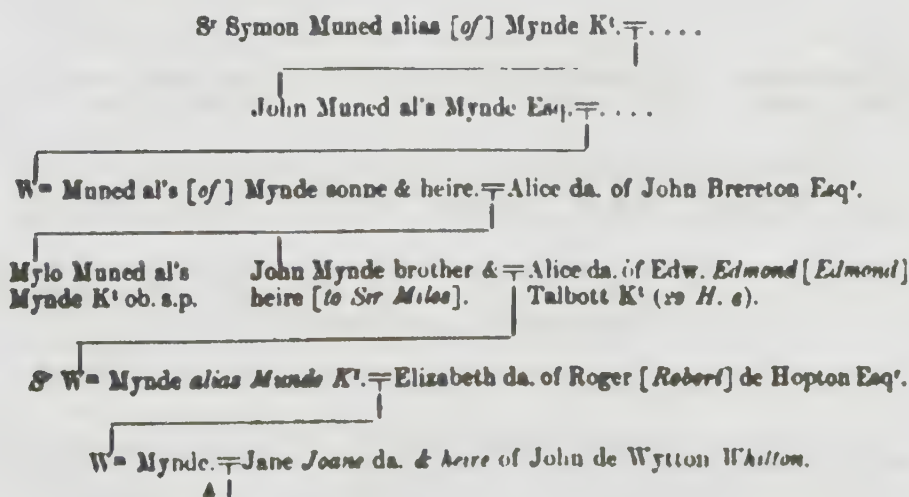 Sr Symon Muned alias [of] Mynde Kt. ....
John Muned al's Mynde Esq. ....
Wm Muned al's [of] Mynde sonne & heire. Alice da. of John Brereton Esqr.
Mylo Muned al's John Mynde brother & Alice da. of Edw. Edmond [Edmond]
Mynde Kt ob. s.p. heire [to Sir Miles]. Talbott Kt (20 H. 6).
Sr Wm Mynde alias Munde Kt. Elizabeth da. of Roger [Robert] de Hopton Esqr.
Wm Mynde. Jane Joane da. & heire of John de Wytton Whitton.
A